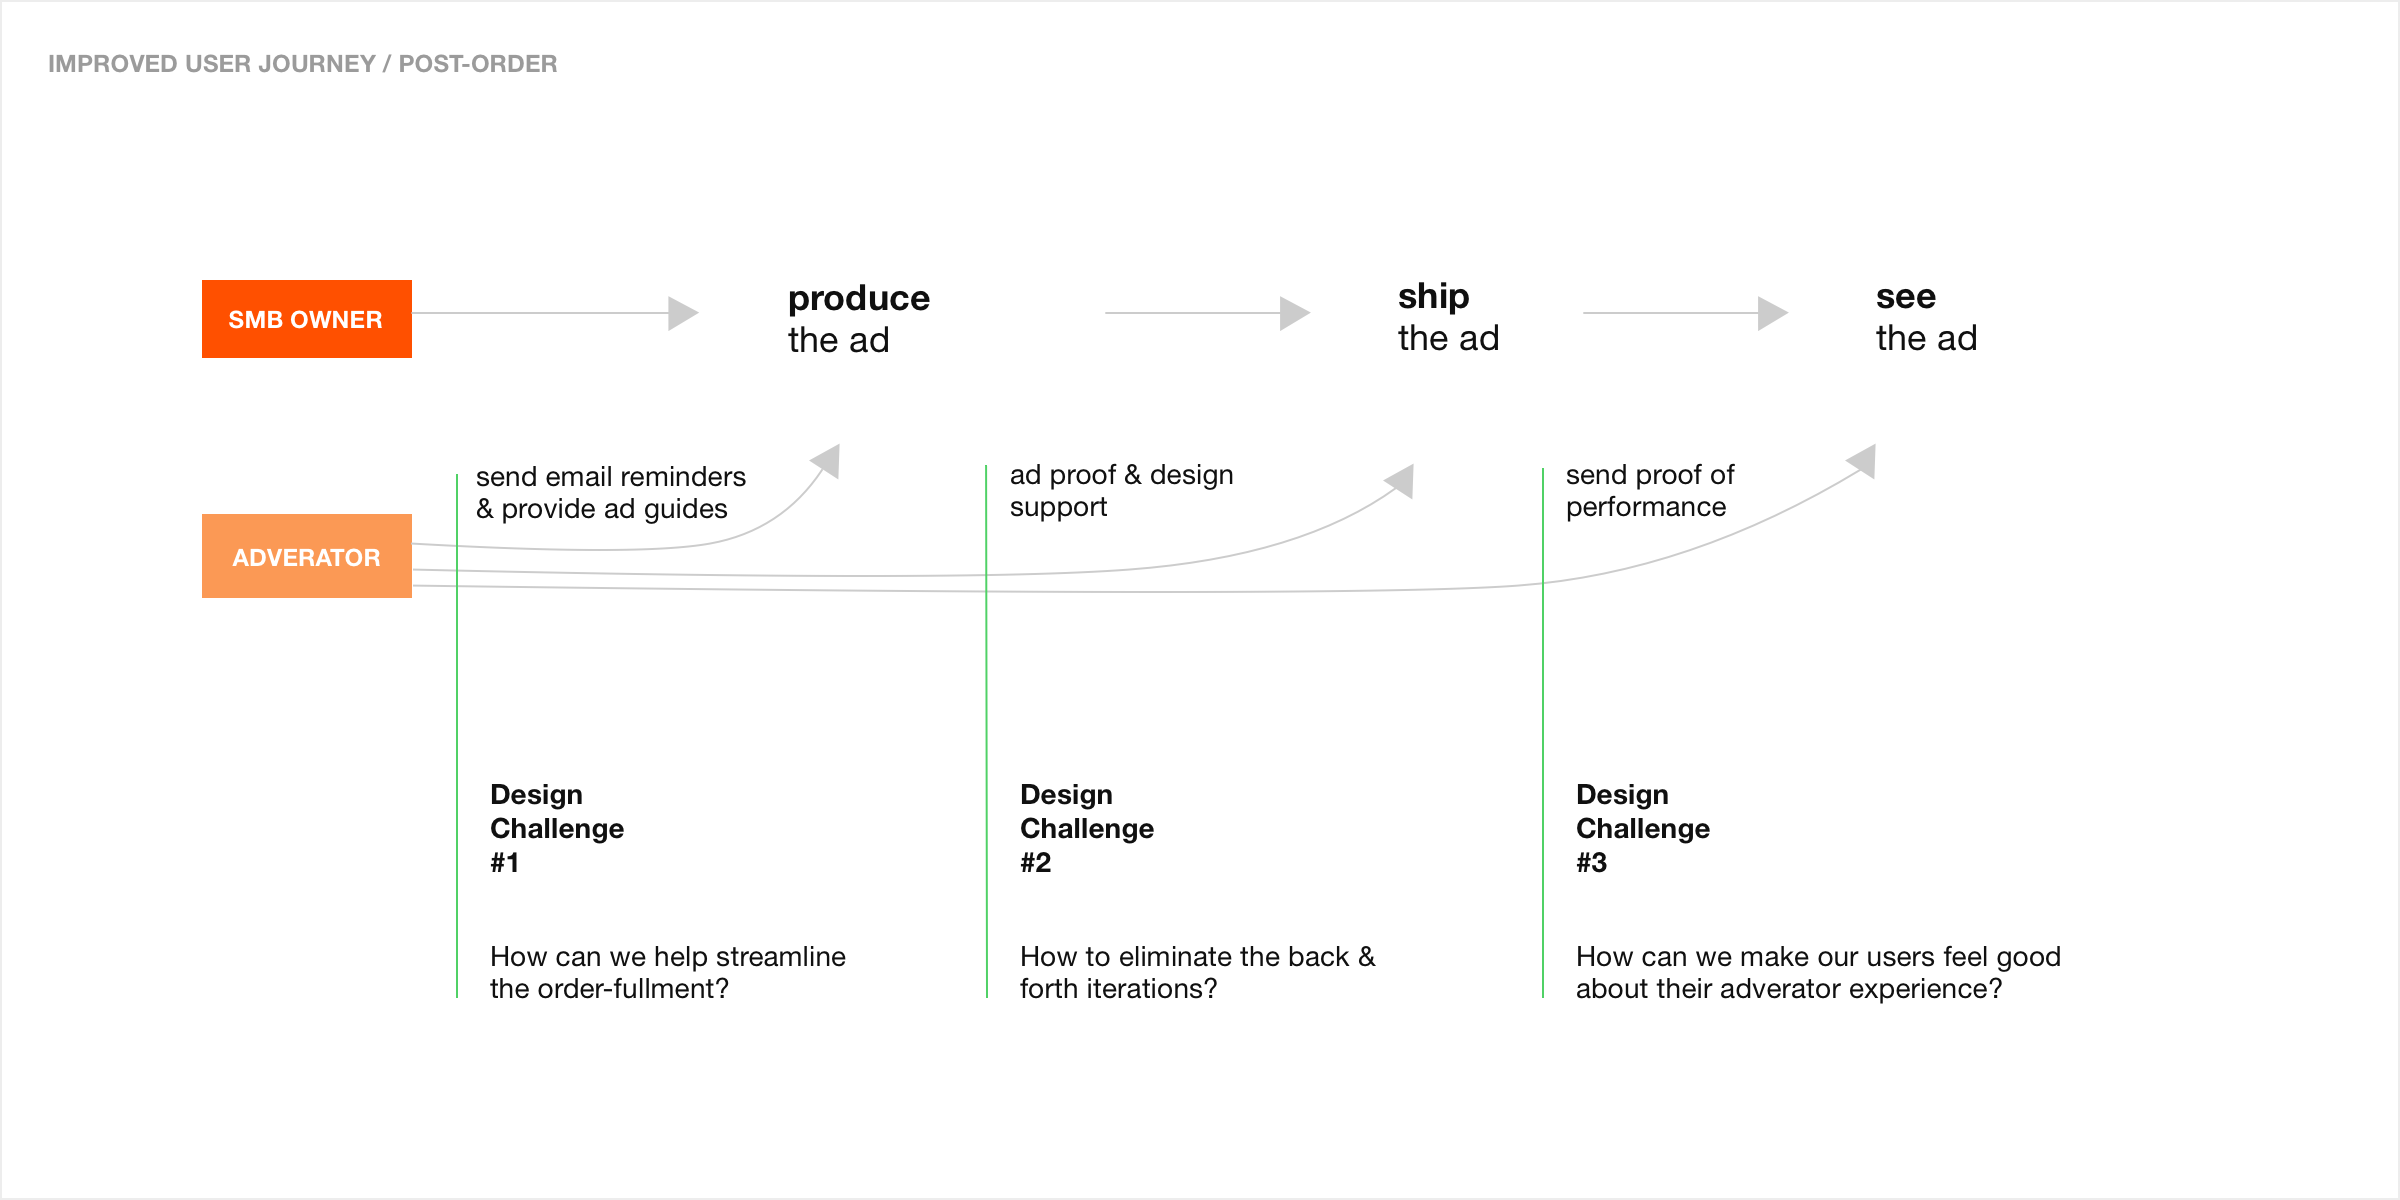 IMPROVED USER JOURNEY / POST-ORDER
SMB OWNER
produce
the ad
ship
the ad
see
the ad
ADVERATOR
send email reminders
& provide ad guides
ad proof & design
support
send proof of
performance
Design
Challenge
#1
How can we help streamline
the order-fullment?
Design
Challenge
#2
How to eliminate the back &
forth iterations?
Design
Challenge
#3
How can we make our users feel good
about their adverator experience?